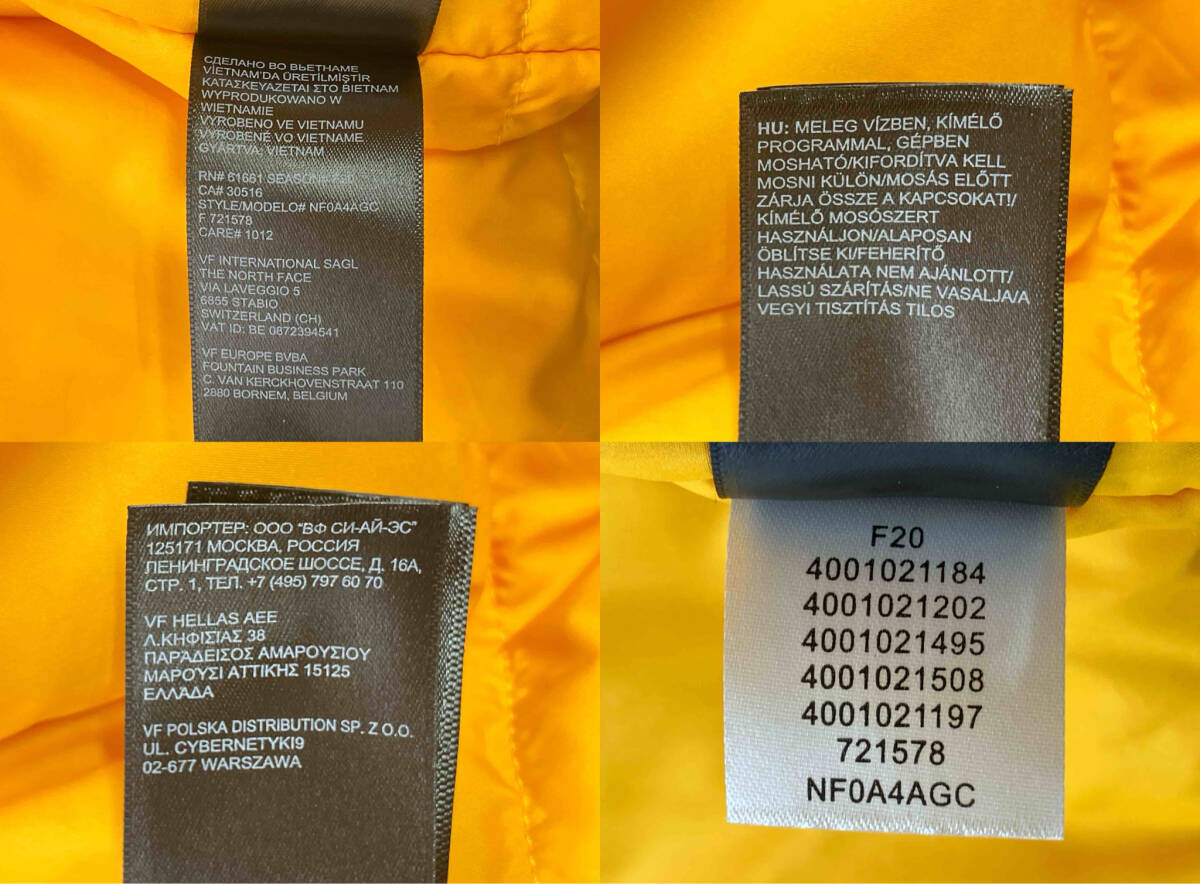 СДЕЛАНО ВО ВЬЕТНАМЕ
VİETNAM'DA ÜRETİLMİŞTİR
ΚΑΤΑΣΚΕΥΑΖΕΤΑΙ ΣΤΟ ΒΙΕΤΝΑΜ
WYPRODUKOWANO W
WIETNAMIE
VYROBENO VE VIETNAMU
VYROBENÉ VO VIETNAME
GYÁRTVA: VIETNAM
RN# 61661 SEASON#
CA# 30516
STYLE/MODELO# NF0A4AGC
F 721578
CARE# 1012
VF INTERNATIONAL SAGL
THE NORTH FACE
VIA LAVEGGIO 5
6855 STABIO
SWITZERLAND (CH)
VAT ID: BE 0872394541
VF EUROPE BVBA
FOUNTAIN BUSINESS PARK
C. VAN KERCKHOVENSTRAAT 110
2880 BORNEM, BELGIUM
HU: MELEG VÍZBEN, KÍMÉLŐ
PROGRAMMAL, GÉPBEN
MOSHATÓ/KIFORDÍTVA KELL
MOSNI KÜLÖN/MOSÁS ELŐTT
ZÁRJA ÖSSZE A KAPCSOKAT!/
KÍMÉLŐ MOSÓSZERT
HASZNÁLJON/ALAPOSAN
ÖBLÍTSE KI/FEHERÍTŐ
HASZNÁLATA NEM AJÁNLOTT/
LASSÚ SZÁRÍTÁS/NE VASALJA/A
VEGYI TISZTÍTÁS TILOS
ИМПОРТЕР: ООО "ВФ СИ-АЙ-ЭС"
125171 МОСКВА, РОССИЯ
ЛЕНИНГРАДСКОЕ ШОССЕ, Д. 16А,
СТР. 1, ТЕЛ. +7 (495) 797 60 70
VF HELLAS AEE
Λ.ΚΗΦΙΣΙΑΣ 38
ΠΑΡΆΔΕΙΣΟΣ ΑΜΑΡΟΥΣΙΟΥ
ΜΑΡΟΥΣΙ ΑΤΤΙΚΗΣ 15125
ΕΛΛΆΔΑ
VF POLSKA DISTRIBUTION SP. Z O.O.
UL. CYBERNETYKI9
02-677 WARSZAWA
F20
4001021184
4001021202
4001021495
4001021508
4001021197
721578
NF0A4AGC